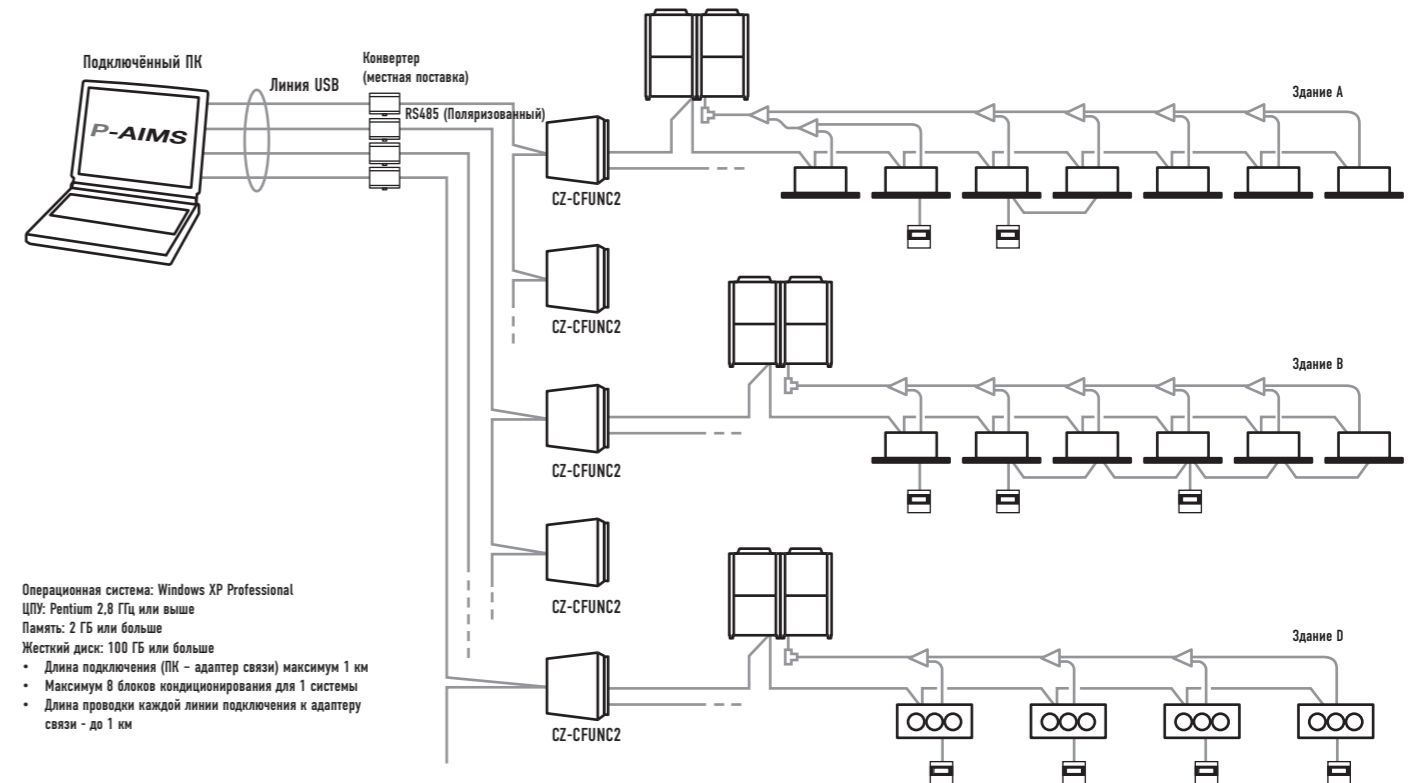 Подключённый ПК
P-AIMS
Линия USB
Конвертер
(местная поставка)
RS485 (Поляризованный)
CZ-CFUNC2
Здание A
CZ-CFUNC2
Здание B
CZ-CFUNC2
CZ-CFUNC2
Здание D
CZ-CFUNC2
Операционная система: Windows XP Professional
ЦПУ: Pentium 2,8 ГГц или выше
Память: 2 ГБ или больше
Жесткий диск: 100 ГБ или больше
• Длина подключения (ПК – адаптер связи) максимум 1 км
• Максимум 8 блоков кондиционирования для 1 системы
• Длина проводки каждой линии подключения к адаптеру
связи - до 1 км